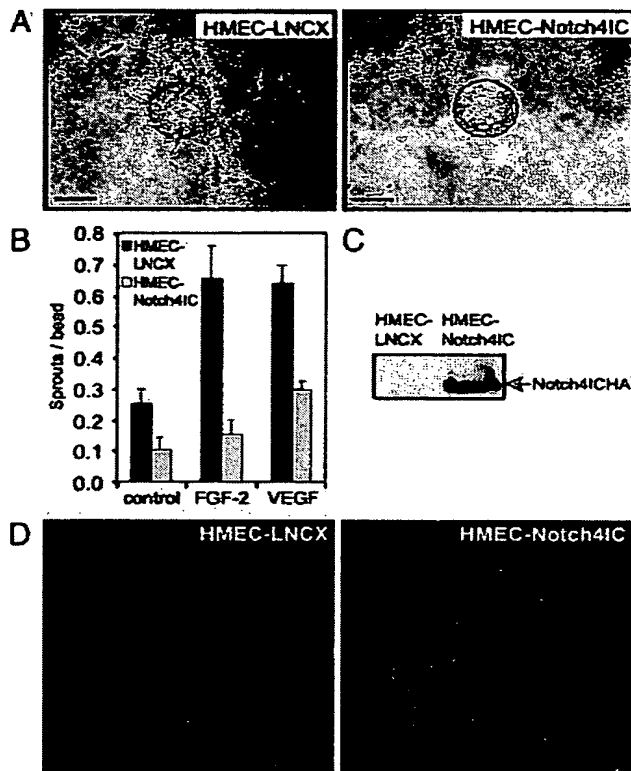 A
HMEC-LNCX
HMEC-Notch4IC
B
0.8
0.7
0.6
0.5
0.4
0.3
0.2
0.1
0.0
Sprouts / bead
HMEC-
LNCX
HMEC-
Notch4IC
control FGF-2 VEGF
C
HMEC- HMEC-
LNCX Notch4IC
Notch4ICHA
D
HMEC-LNCX
HMEC-Notch4IC